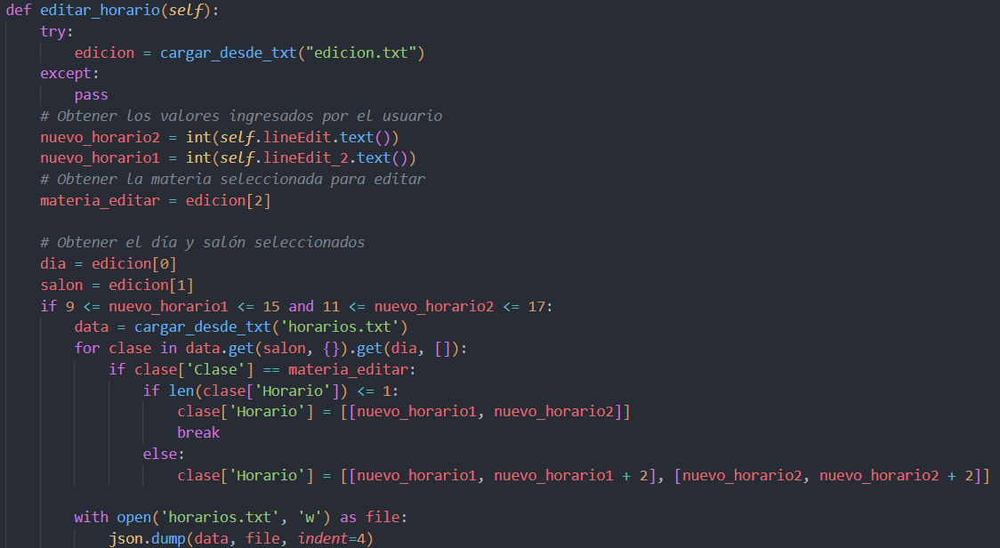 def editar_horario(self):
    try:
        edicion = cargar_desde_txt("edicion.txt")
    except:
        pass
    # Obtener los valores ingresados por el usuario
    nuevo_horario2 = int(self.lineEdit.text())
    nuevo_horario1 = int(self.lineEdit_2.text())
    # Obtener la materia seleccionada para editar
    materia_editar = edicion[2]

    # Obtener el día y salón seleccionados
    dia = edicion[0]
    salon = edicion[1]
    if 9 <= nuevo_horario1 <= 15 and 11 <= nuevo_horario2 <= 17:
        data = cargar_desde_txt('horarios.txt')
        for clase in data.get(salon, {}).get(dia, []):
            if clase['Clase'] == materia_editar:
                if len(clase['Horario']) <= 1:
                    clase['Horario'] = [[nuevo_horario1, nuevo_horario2]]
                    break
                else:
                    clase['Horario'] = [[nuevo_horario1, nuevo_horario1 + 2], [nuevo_horario2, nuevo_horario2 + 2]]

        with open('horarios.txt', 'w') as file:
            json.dump(data, file, indent=4)